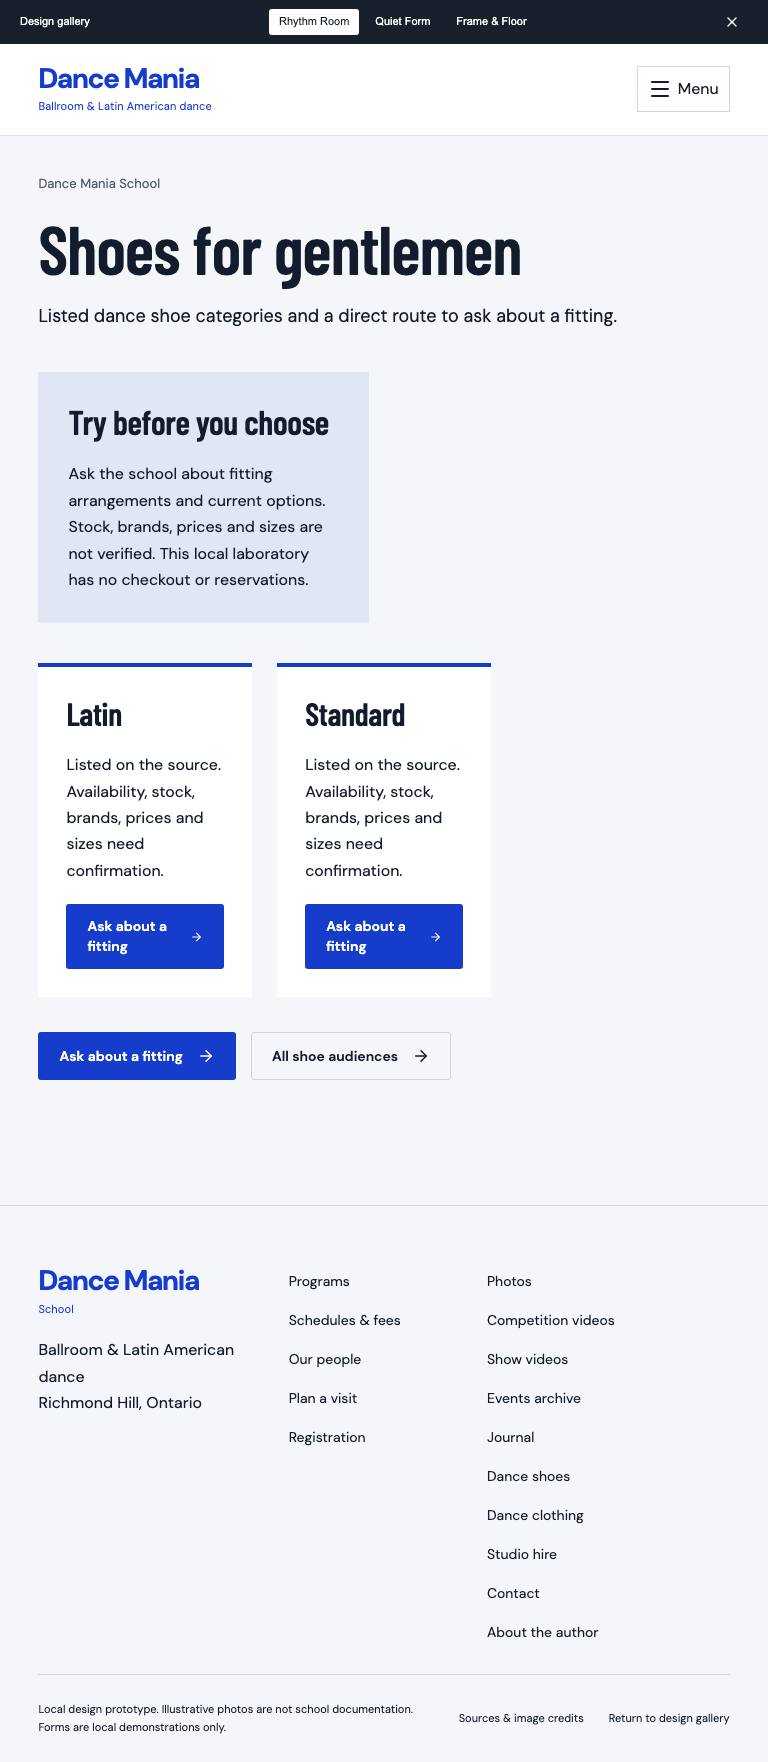 Design gallery
Rhythm Room
Quiet Form
Frame & Floor
Dance Mania
Ballroom & Latin American dance
Menu
Dance Mania School
Shoes for gentlemen
Listed dance shoe categories and a direct route to ask about a fitting.
Try before you choose
Ask the school about fitting
arrangements and current options.
Stock, brands, prices and sizes are
not verified. This local laboratory
has no checkout or reservations.
Latin
Listed on the source.
Availability, stock,
brands, prices and
sizes need
confirmation.
Ask about a
fitting
Standard
Listed on the source.
Availability, stock,
brands, prices and
sizes need
confirmation.
Ask about a
fitting
Ask about a fitting
All shoe audiences
Dance Mania
School
Ballroom & Latin American
dance
Richmond Hill, Ontario
Programs
Schedules & fees
Our people
Plan a visit
Registration
Photos
Competition videos
Show videos
Events archive
Journal
Dance shoes
Dance clothing
Studio hire
Contact
About the author
Local design prototype. Illustrative photos are not school documentation.
Forms are local demonstrations only.
Sources & image credits
Return to design gallery